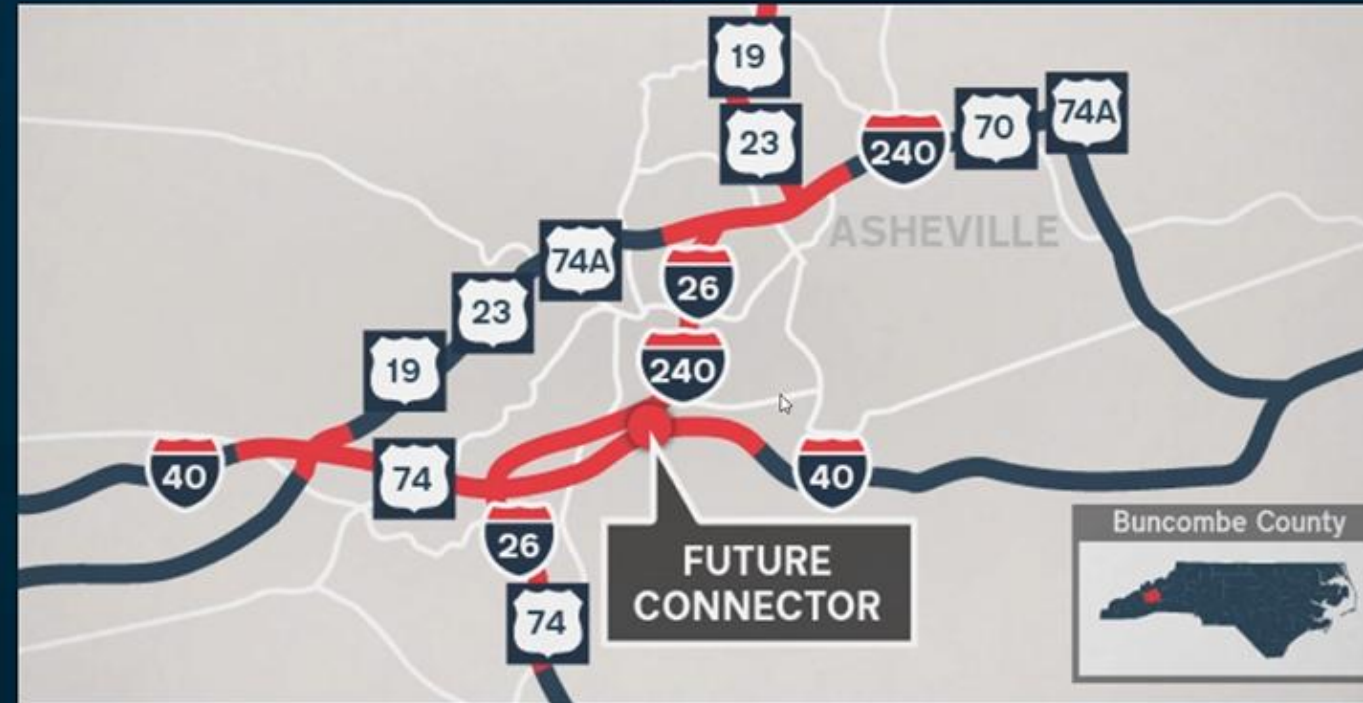 19
23
240
70
74A
ASHEVILLE
74A
26
23
240
19
40
74
40
26
FUTURE
CONNECTOR
74
Buncombe County